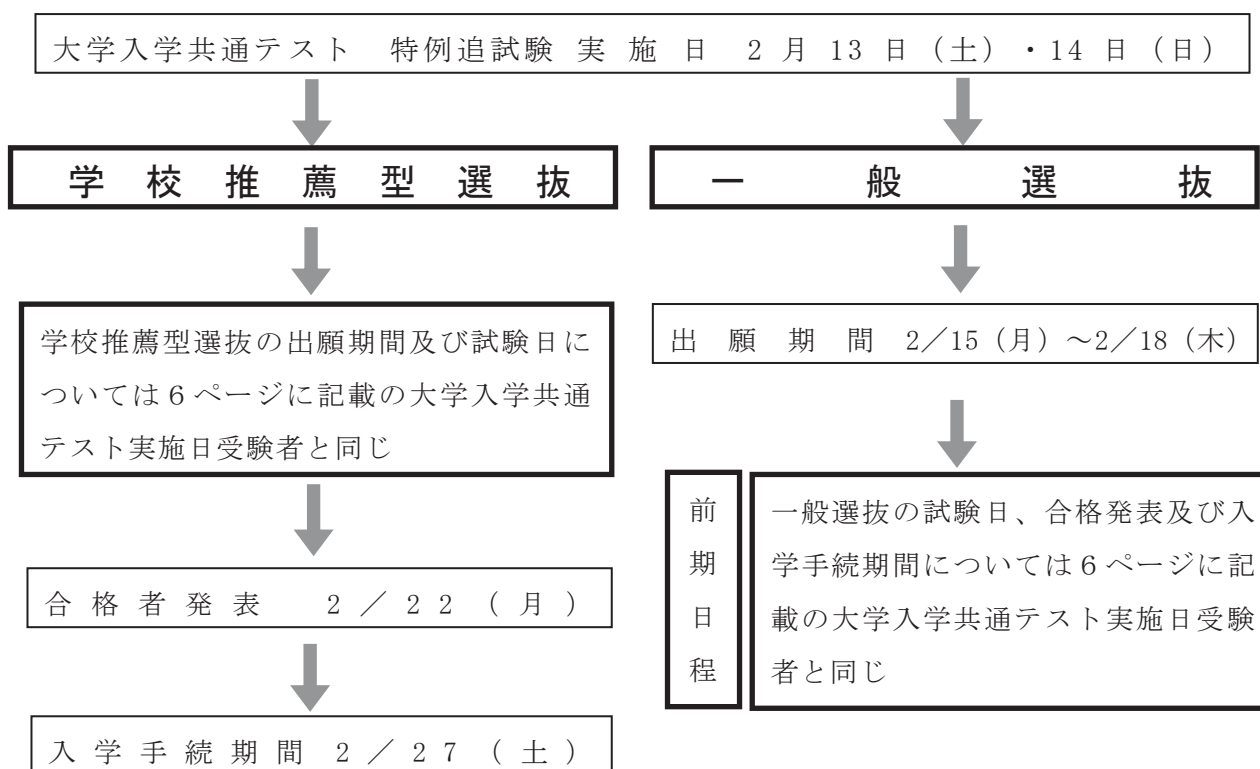 大学入学共通テスト 特例追試験 実施日 2月13日(土)・14日(日)
学校推薦型選抜
学校推薦型選抜の出願期間及び試験日に
ついては6ページに記載の大学入学共通
テスト実施日受験者と同じ
合格者発表 2/22(月)
入学手続期間 2/27(土)
一般選抜
出願期間 2/15(月)~2/18(木)
前期日程
一般選抜の試験日、合格発表及び入
学手続期間については6ページに記
載の大学入学共通テスト実施日受験
者と同じ